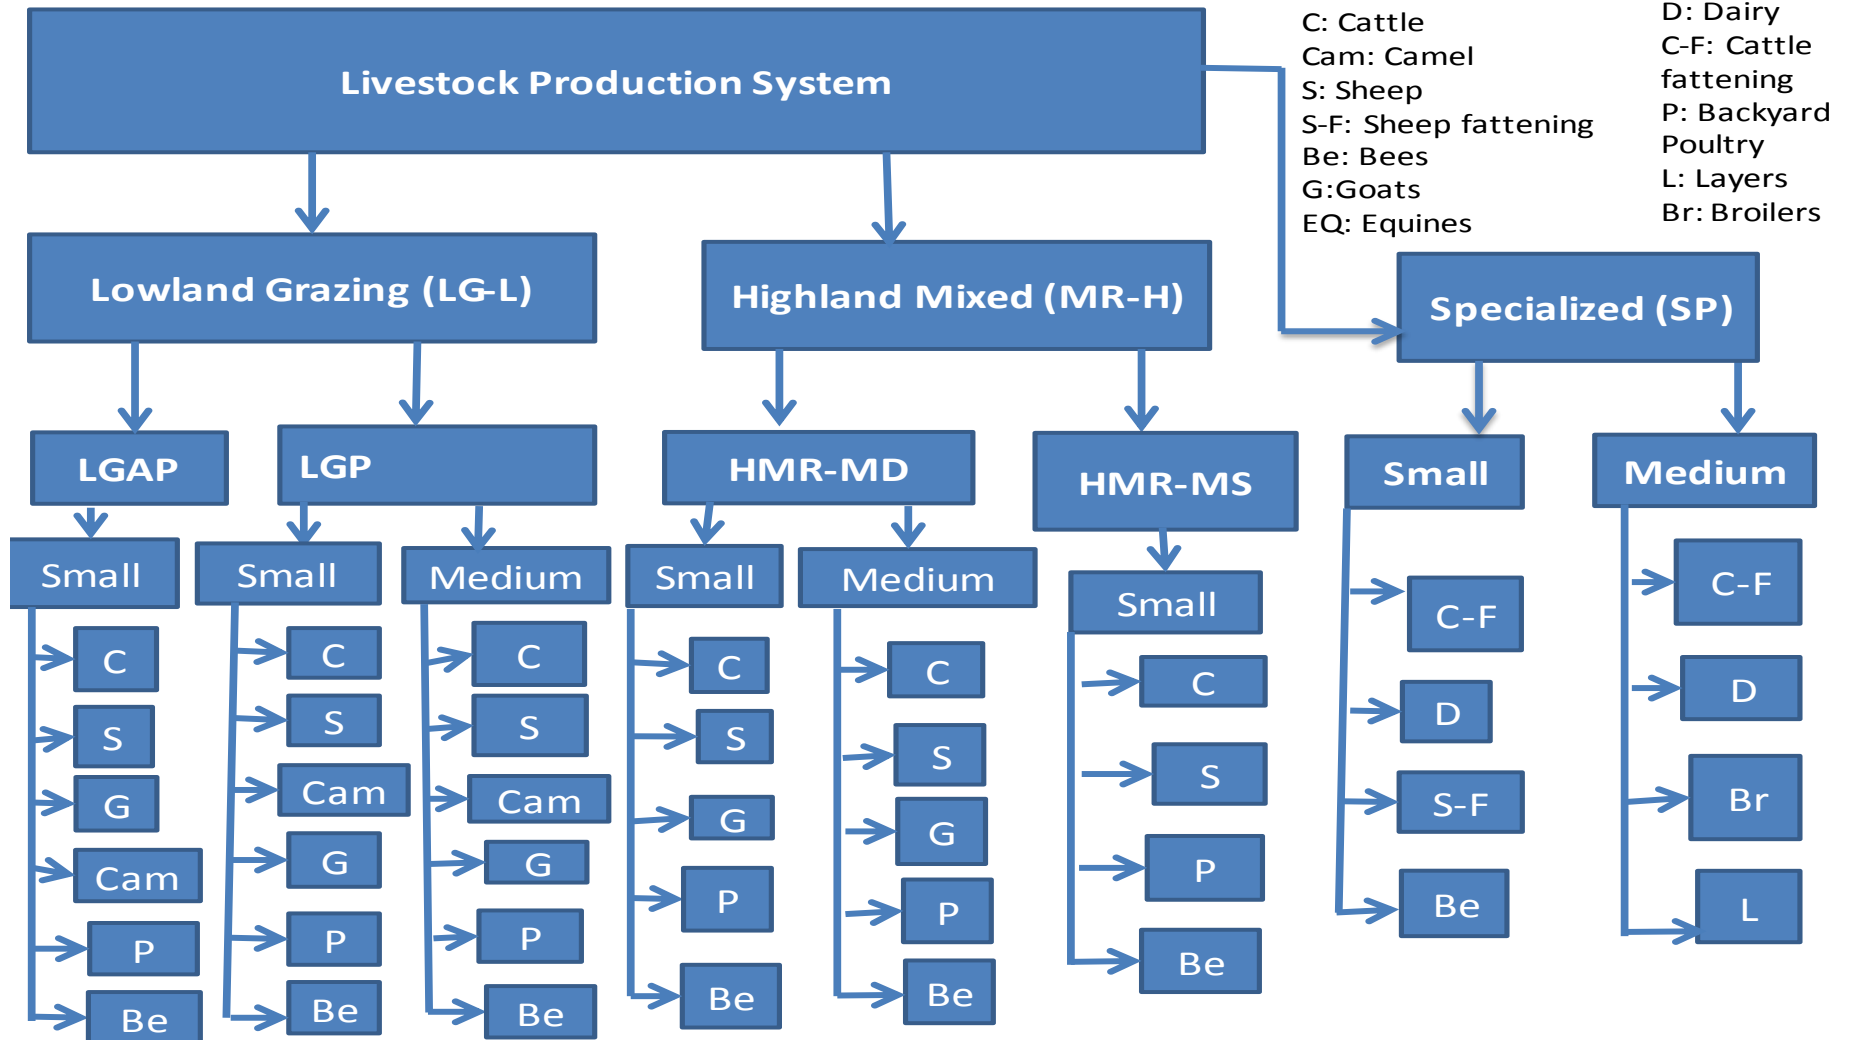 Livestock Production System
C: Cattle
Cam: Camel
S: Sheep
S-F: Sheep fattening
Be: Bees
G:Goats
EQ: Equines
D: Dairy
C-F: Cattle
fattening
P: Backyard
Poultry
L: Layers
Br: Broilers
Lowland Grazing (LG-L)
Highland Mixed (MR-H)
Specialized (SP)
LGAP
LGP
HMR-MD
HMR-MS
Small
Medium
Small
Small
Medium
Small
Medium
Small
C
S
G
Cam
P
Be
C
S
Cam
G
P
Be
C
S
Cam
G
P
Be
C
S
G
P
Be
C
S
G
P
Be
C
S
P
Be
C-F
D
S-F
Be
C-F
D
Br
L